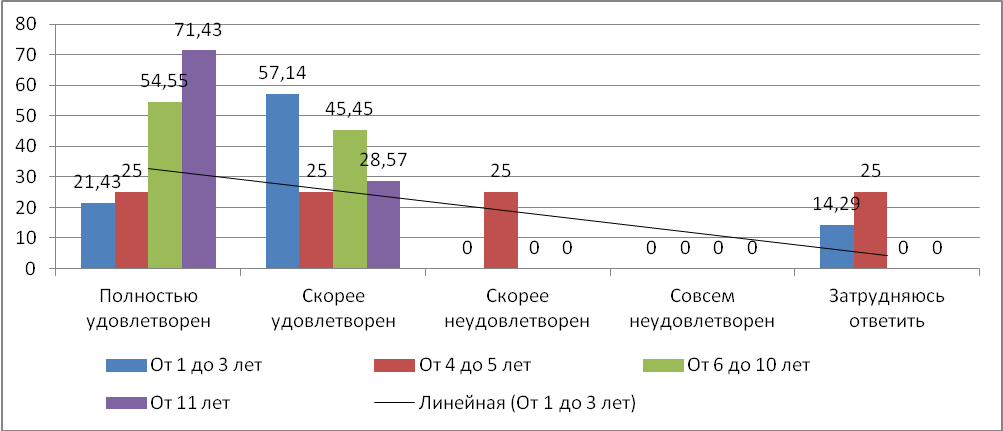 80
70
60
50
40
30
20
10
0
21,43
25
54,55
71,43
57,14
25
45,45
28,57
0
25
0
0
0
0
0
0
14,29
25
0
0
Полностью
удовлетворен
Скорее
удовлетворен
Скорее
неудовлетворен
Совсем
неудовлетворен
Затрудняюсь
ответить
От 1 до 3 лет
От 4 до 5 лет
От 6 до 10 лет
От 11 лет
Линейная (От 1 до 3 лет)